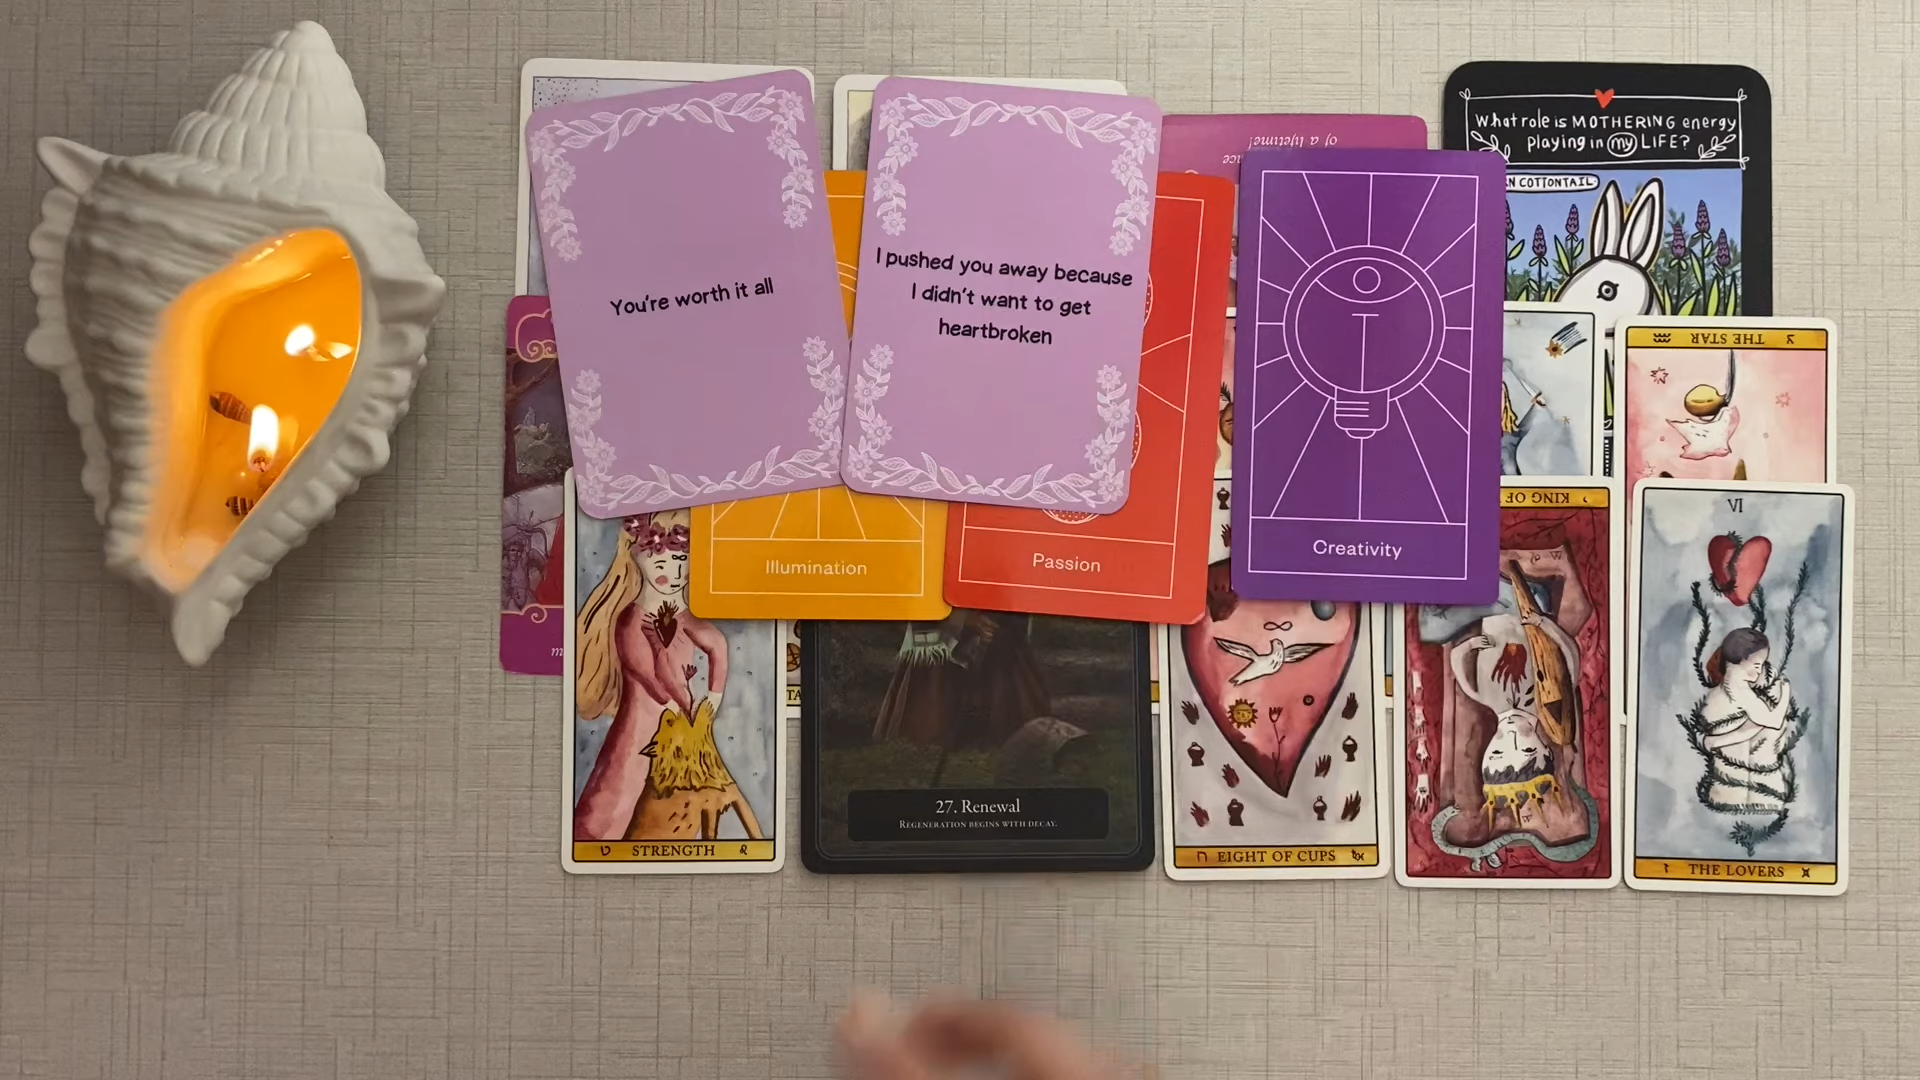 What role is MOTHERING energy
playing in my LIFE?
N COTTONTAIL
of a lifetime!
You're worth it all
I pushed you away because
I didn't want to get
heartbroken
THE STAR
KING OF
VI
Illumination
Passion
Creativity
27. Renewal
REGENERATION BEGINS WITH DECAY.
STRENGTH
EIGHT OF CUPS
THE LOVERS